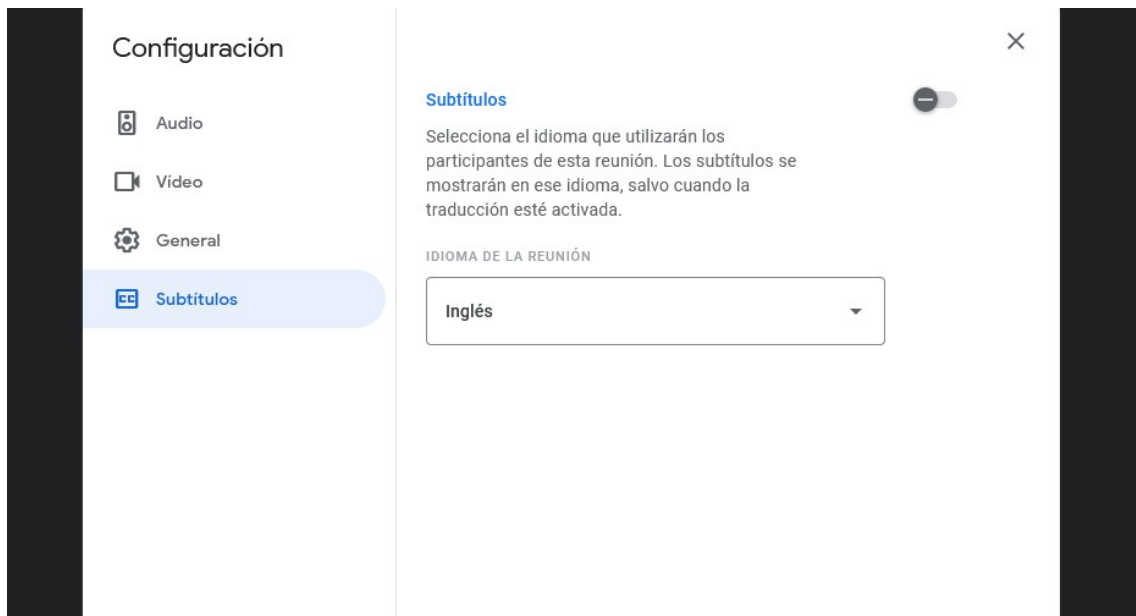 Configuración
Audio
Vídeo
General
CC Subtítulos
Subtítulos
Selecciona el idioma que utilizarán los
participantes de esta reunión. Los subtítulos se
mostrarán en ese idioma, salvo cuando la
traducción esté activada.
IDIOMA DE LA REUNIÓN
Inglés